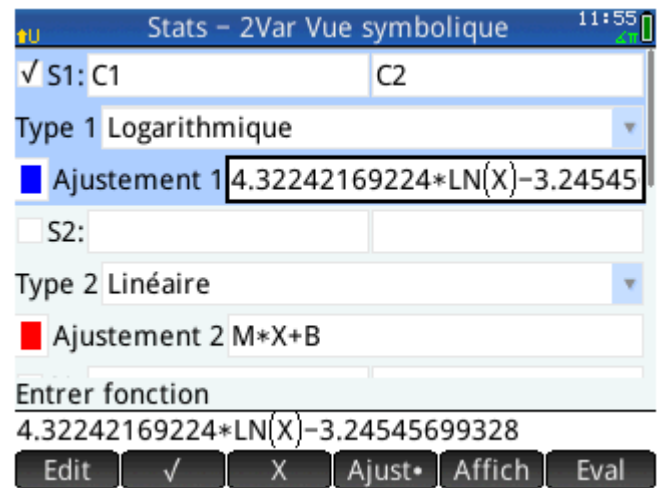 U Stats – 2Var Vue symbolique 11:55 ∡π
√ S1: C1 C2
Type 1 Logarithmique
Ajustement 1 4.32242169224*LN(X)−3.24545
S2:
Type 2 Linéaire
Ajustement 2 M*X+B
Entrer fonction
4.32242169224*LN(X)−3.24545699328
Edit √ X Ajust• Affich Eval